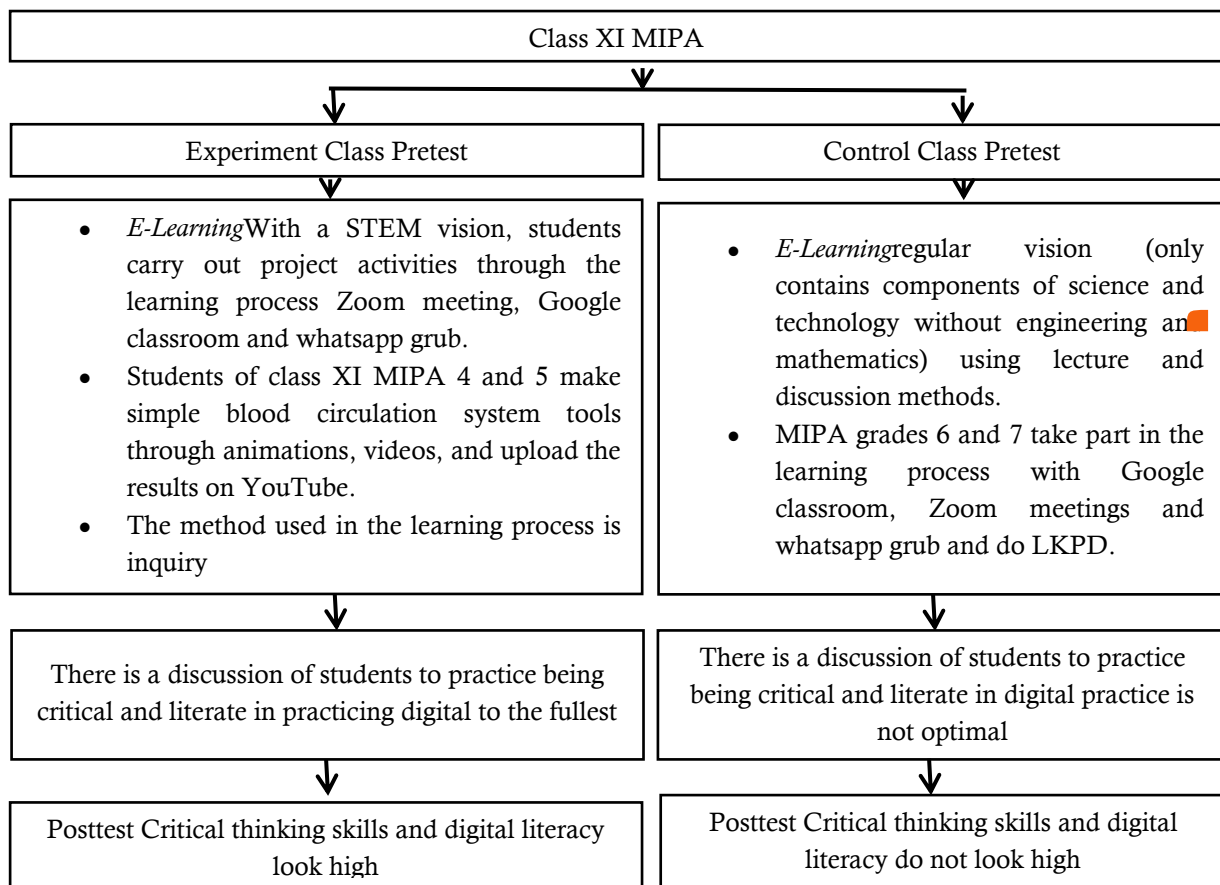 Class XI MIPA
Experiment Class Pretest
Control Class Pretest
• E-LearningWith a STEM vision, students
carry out project activities through the
learning process Zoom meeting, Google
classroom and whatsapp grub.
• Students of class XI MIPA 4 and 5 make
simple blood circulation system tools
through animations, videos, and upload the
results on YouTube.
• The method used in the learning process is
inquiry
• E-Learningregular vision (only
contains components of science and
technology without engineering and
mathematics) using lecture and
discussion methods.
• MIPA grades 6 and 7 take part in the
learning process with Google
classroom, Zoom meetings and
whatsapp grub and do LKPD.
There is a discussion of students to practice being
critical and literate in practicing digital to the fullest
There is a discussion of students to practice
being critical and literate in digital practice is
not optimal
Posttest Critical thinking skills and digital literacy
look high
Posttest Critical thinking skills and digital
literacy do not look high